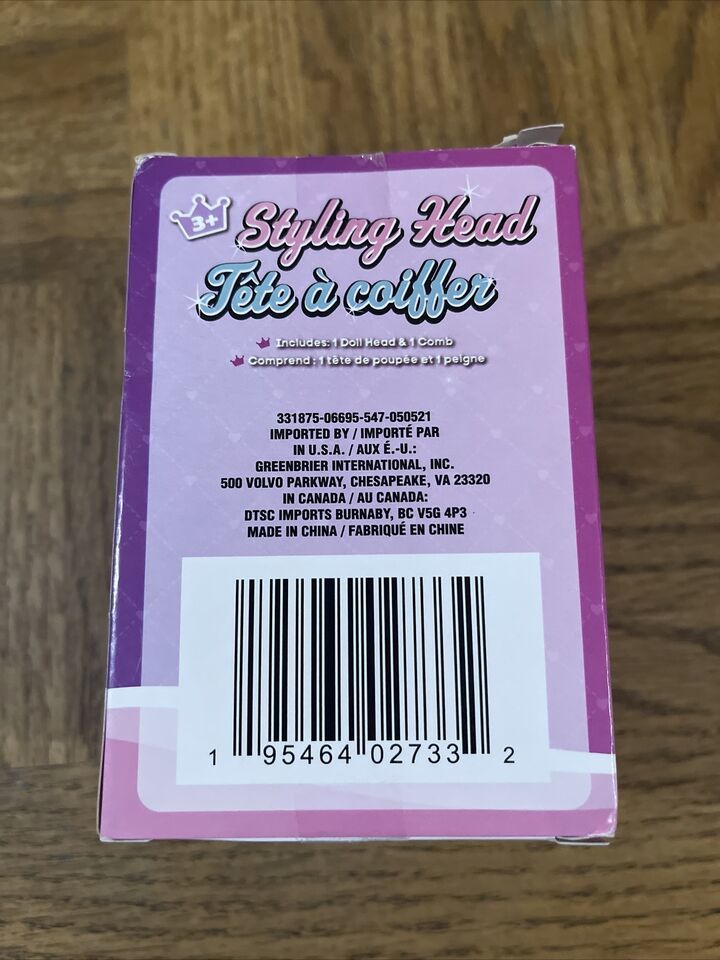 3+
Styling Head
Tête à coiffer
Includes: 1 Doll Head & 1 Comb
Comprend : 1 tête de poupée et 1 peigne
331875-06695-547-050521
IMPORTED BY / IMPORTÉ PAR
IN U.S.A. / AUX É.-U.:
GREENBRIER INTERNATIONAL, INC.
500 VOLVO PARKWAY, CHESAPEAKE, VA 23320
IN CANADA / AU CANADA:
DTSC IMPORTS BURNABY, BC V5G 4P3
MADE IN CHINA / FABRIQUÉ EN CHINE
1 95464 02733 2